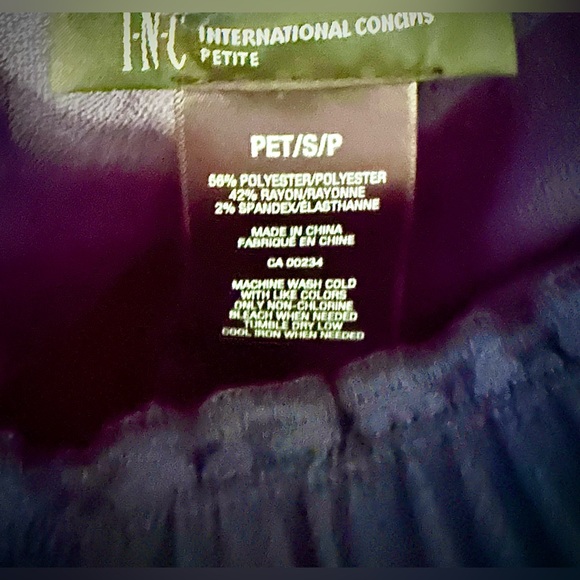 I·N·C INTERNATIONAL CONCEPTS
PETITE
PET/S/P
56% POLYESTER/POLYESTER
42% RAYON/RAYONNE
2% SPANDEX/ÉLASTHANNE
MADE IN CHINA
FABRIQUÉ EN CHINE
CA 00234
MACHINE WASH COLD
WITH LIKE COLORS
ONLY NON-CHLORINE
BLEACH WHEN NEEDED
TUMBLE DRY LOW
COOL IRON WHEN NEEDED